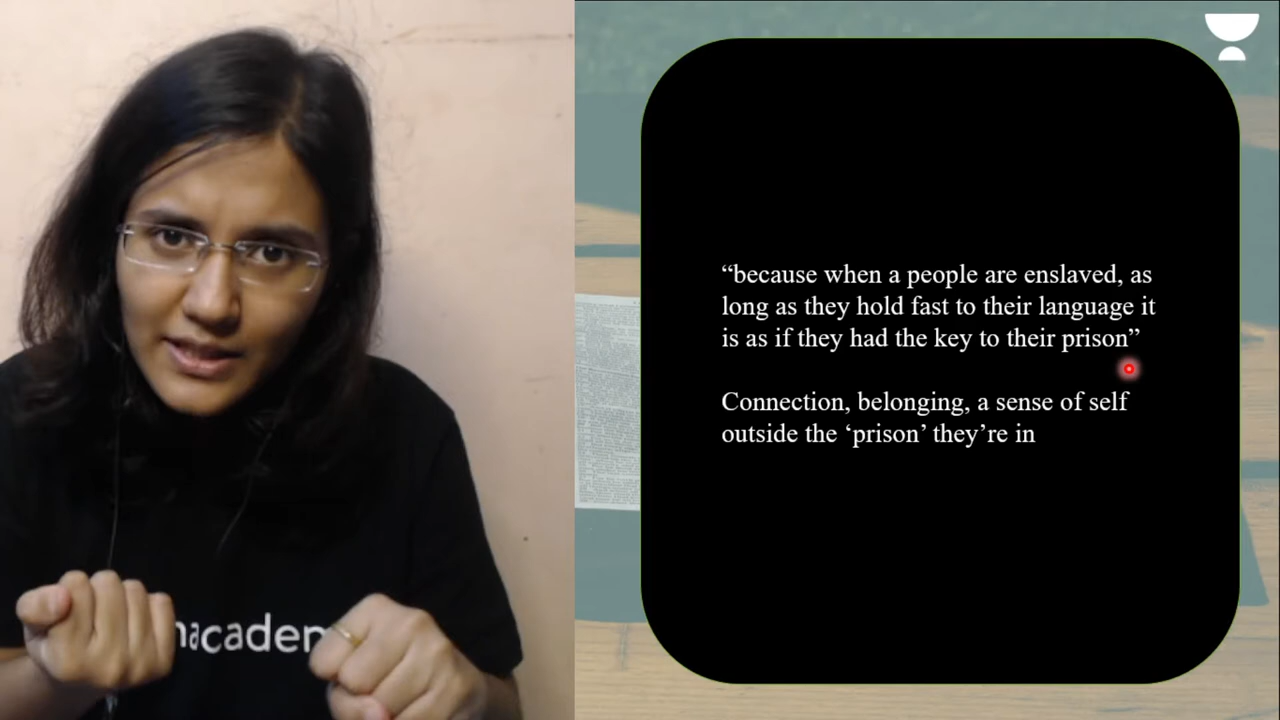 “because when a people are enslaved, as
long as they hold fast to their language it
is as if they had the key to their prison”
Connection, belonging, a sense of self
outside the ‘prison’ they’re in
nacadem